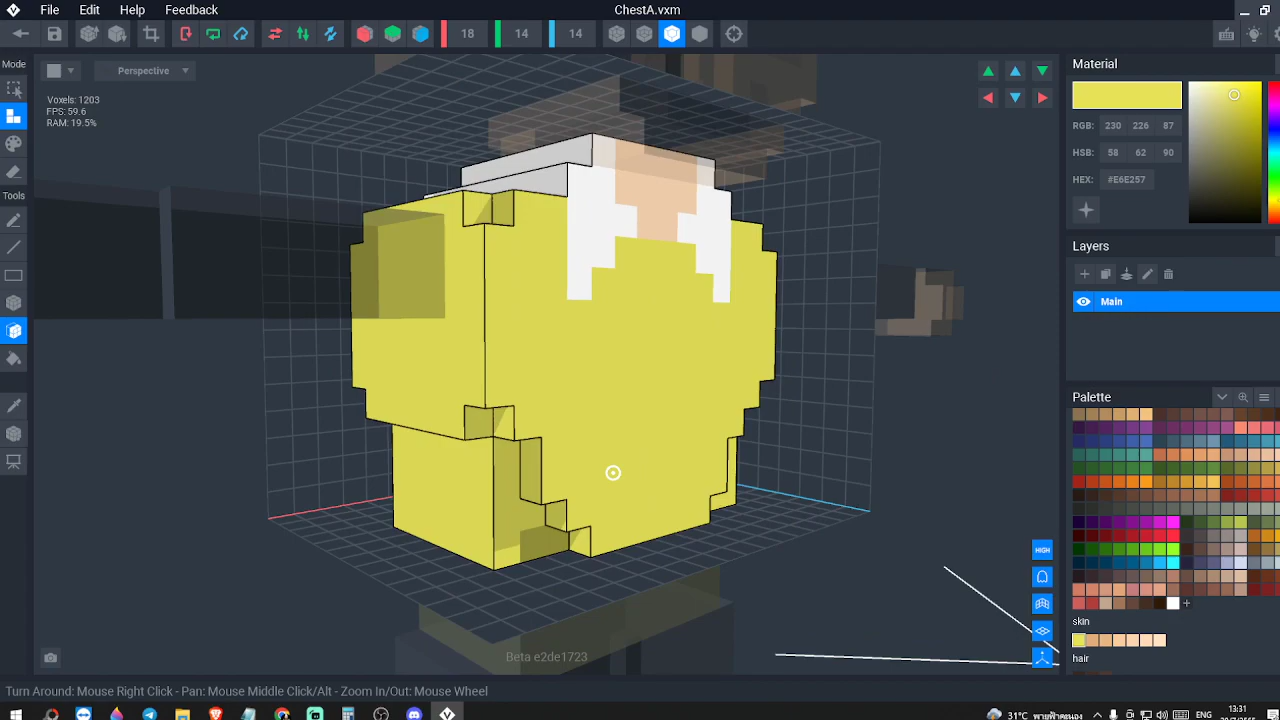 File Edit Help Feedback
ChestA.vxm
18 14 14
Mode
Tools
Perspective
Voxels: 1203
FPS: 59.6
RAM: 19.5%
Material
RGB: 230 226 87
HSB: 58 62 90
HEX: #E6E257
Layers
Main
Palette
skin
hair
HIGH
Beta e2de1723
Turn Around: Mouse Right Click - Pan: Mouse Middle Click/Alt - Zoom In/Out: Mouse Wheel
31°C
ENG
13:31